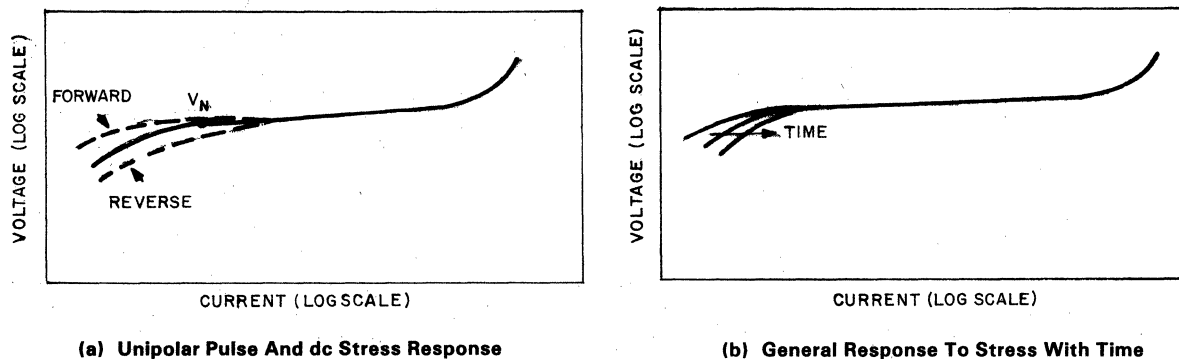 VOLTAGE (LOG SCALE)
FORWARD
V_N
REVERSE
CURRENT (LOG SCALE)
(a) Unipolar Pulse And dc Stress Response
VOLTAGE (LOG SCALE)
TIME
CURRENT (LOG SCALE)
(b) General Response To Stress With Time